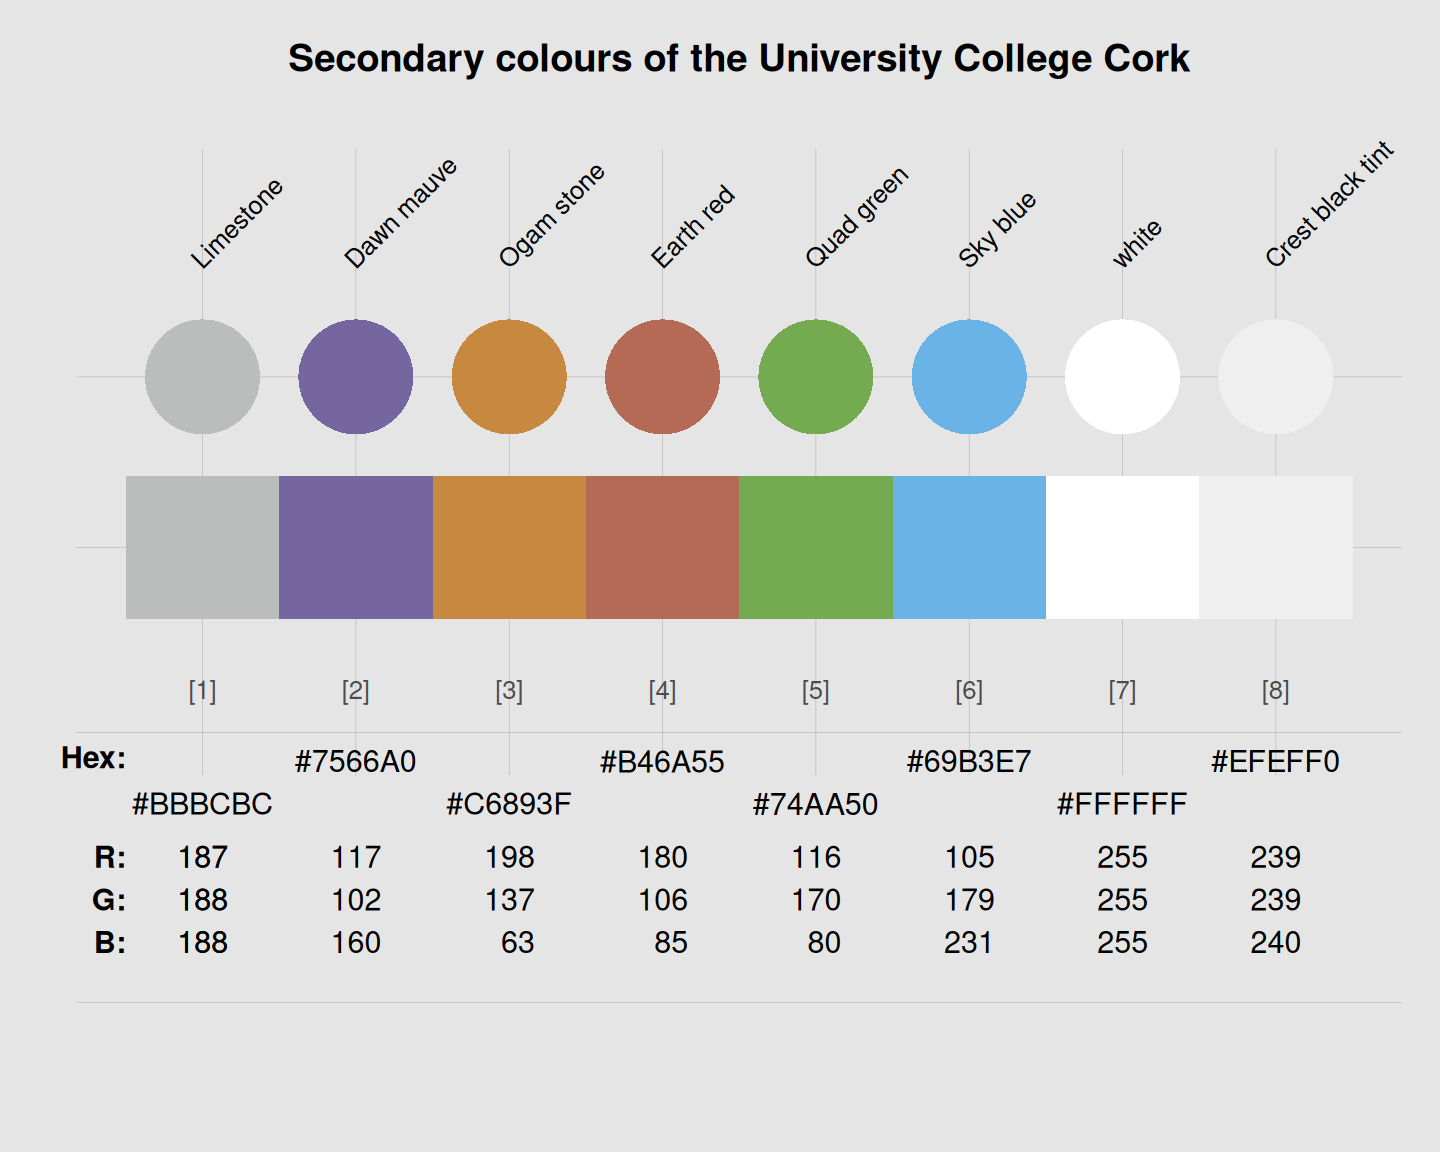 Secondary colours of the University College Cork
Limestone
Dawn mauve
Ogam stone
Earth red
Quad green
Sky blue
white
Crest black tint
[1] [2] [3] [4] [5] [6] [7] [8]
Hex: #7566A0 #B46A55 #69B3E7 #EFEFF0
#BBBCBC #C6893F #74AA50 #FFFFFF
R: 187 117 198 180 116 105 255 239
G: 188 102 137 106 170 179 255 239
B: 188 160 63 85 80 231 255 240